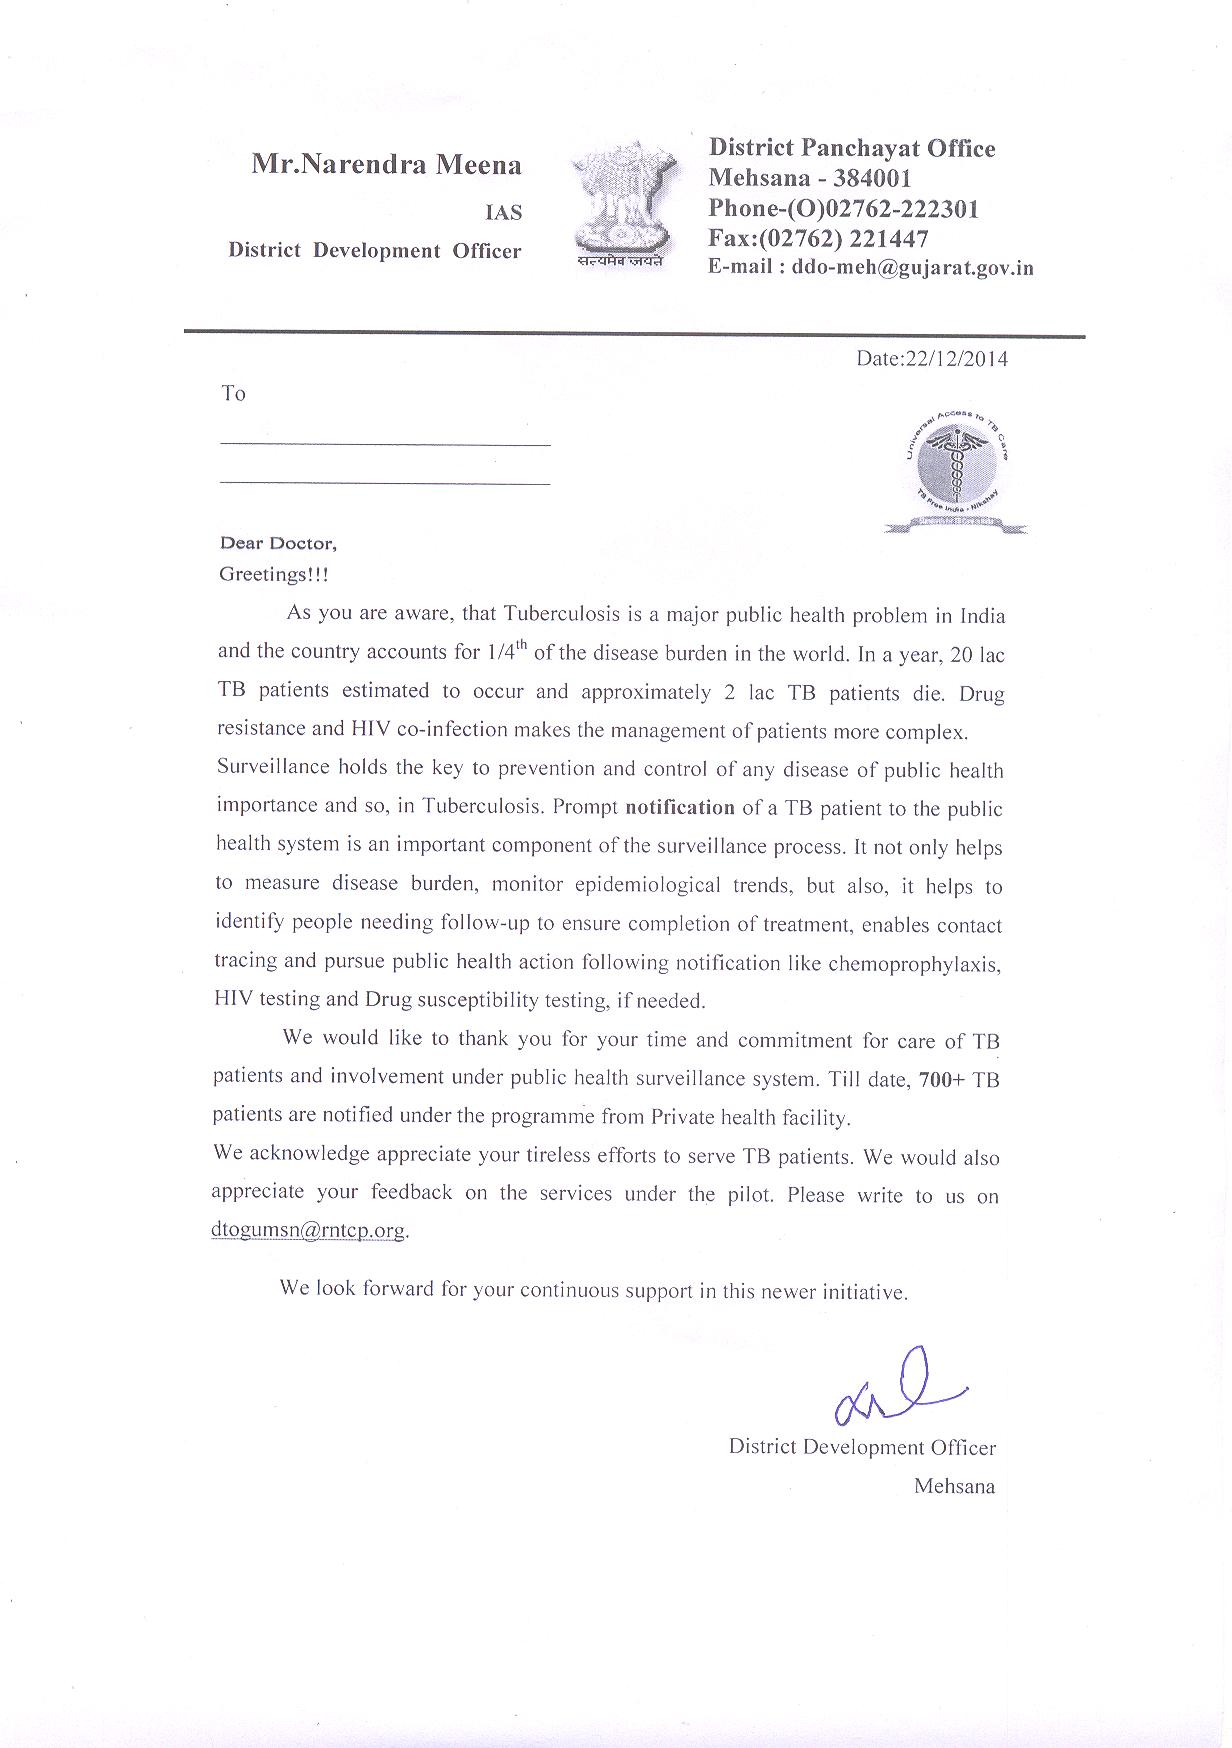 Mr.Narendra Meena
IAS
District Development Officer
सत्यमेव जयते
District Panchayat Office
Mehsana - 384001
Phone-(O)02762-222301
Fax:(02762) 221447
E-mail : ddo-meh@gujarat.gov.in
Date:22/12/2014
To
Universal Access to TB Care
TB Free India - Nikshay
Dear Doctor,
Greetings!!!
As you are aware, that Tuberculosis is a major public health problem in India
and the country accounts for 1/4th of the disease burden in the world. In a year, 20 lac
TB patients estimated to occur and approximately 2 lac TB patients die. Drug
resistance and HIV co-infection makes the management of patients more complex.
Surveillance holds the key to prevention and control of any disease of public health
importance and so, in Tuberculosis. Prompt notification of a TB patient to the public
health system is an important component of the surveillance process. It not only helps
to measure disease burden, monitor epidemiological trends, but also, it helps to
identify people needing follow-up to ensure completion of treatment, enables contact
tracing and pursue public health action following notification like chemoprophylaxis,
HIV testing and Drug susceptibility testing, if needed.
We would like to thank you for your time and commitment for care of TB
patients and involvement under public health surveillance system. Till date, 700+ TB
patients are notified under the programme from Private health facility.
We acknowledge appreciate your tireless efforts to serve TB patients. We would also
appreciate your feedback on the services under the pilot. Please write to us on
dtogumsn@rntcp.org.
We look forward for your continuous support in this newer initiative.
District Development Officer
Mehsana